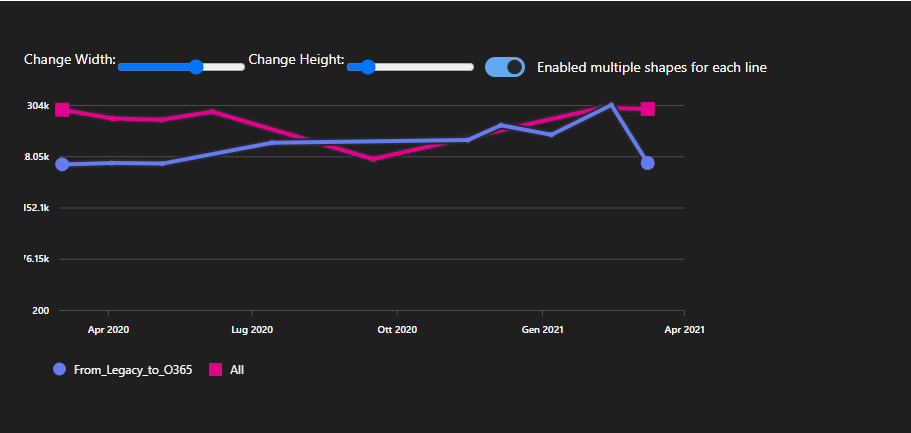 Change Width: Change Height: Enabled multiple shapes for each line
304k
8.05k
152.1k
76.15k
200
Apr 2020 Lug 2020 Ott 2020 Gen 2021 Apr 2021
From_Legacy_to_O365 All